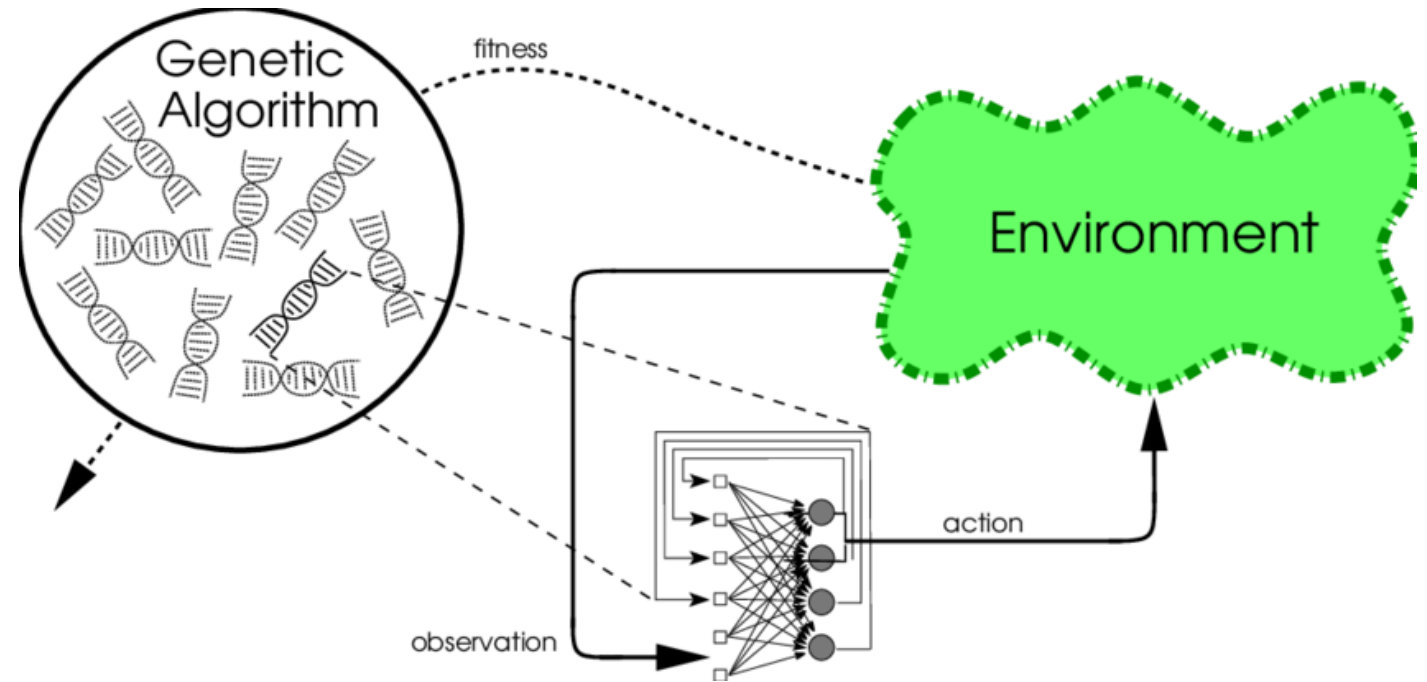 Genetic
Algorithm
fitness
Environment
action
observation